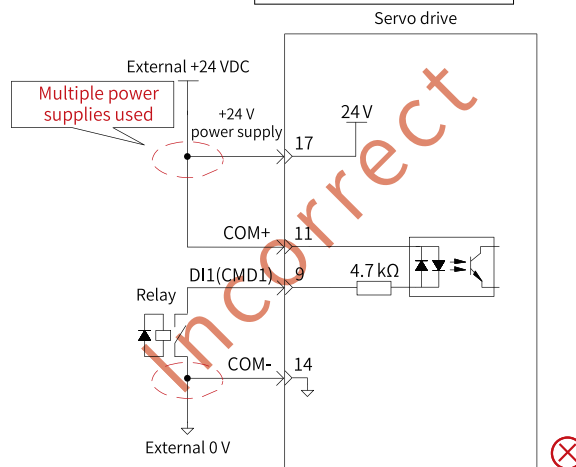 Servo drive
External +24 VDC
Multiple power
supplies used
+24 V
power supply
24 V
17
COM+
11
DI1(CMD1)
9
4.7 kΩ
Relay
COM-
14
External 0 V
Incorrect